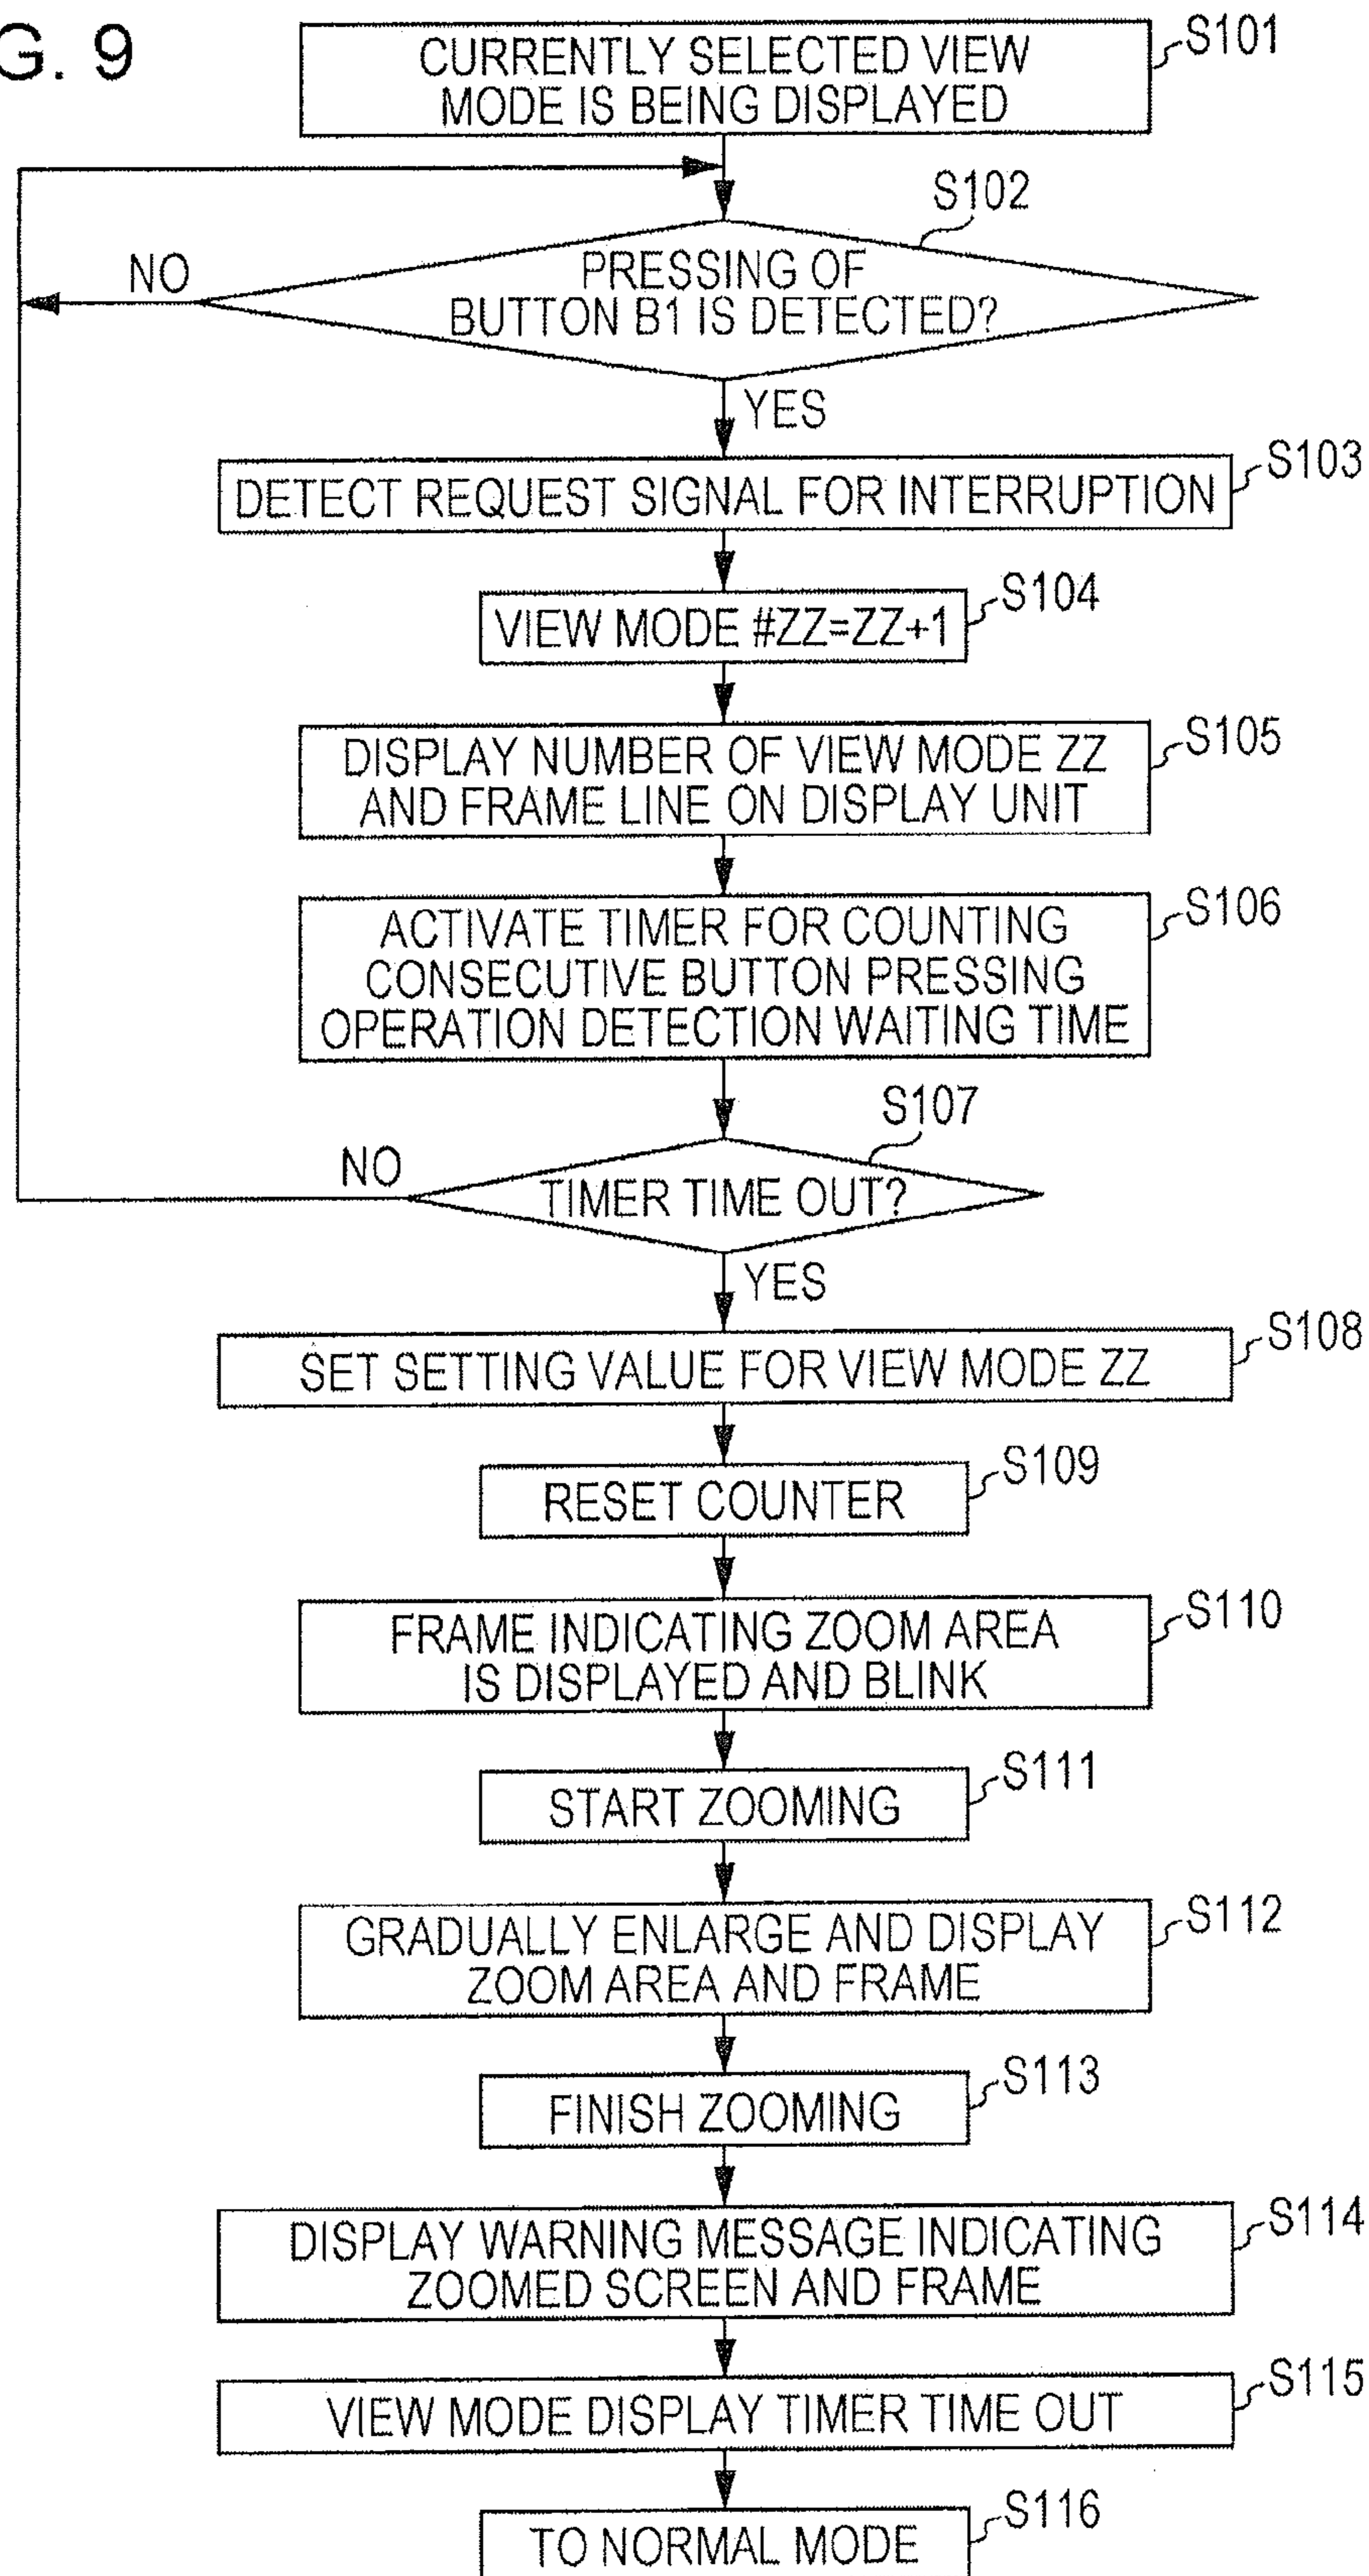 G. 9
CURRENTLY SELECTED VIEW
MODE IS BEING DISPLAYED
S101
S102
NO
PRESSING OF
BUTTON B1 IS DETECTED?
YES
S103
DETECT REQUEST SIGNAL FOR INTERRUPTION
S104
VIEW MODE #ZZ=ZZ+1
S105
DISPLAY NUMBER OF VIEW MODE ZZ
AND FRAME LINE ON DISPLAY UNIT
S106
ACTIVATE TIMER FOR COUNTING
CONSECUTIVE BUTTON PRESSING
OPERATION DETECTION WAITING TIME
S107
NO
TIMER TIME OUT?
YES
S108
SET SETTING VALUE FOR VIEW MODE ZZ
S109
RESET COUNTER
S110
FRAME INDICATING ZOOM AREA
IS DISPLAYED AND BLINK
S111
START ZOOMING
S112
GRADUALLY ENLARGE AND DISPLAY
ZOOM AREA AND FRAME
S113
FINISH ZOOMING
S114
DISPLAY WARNING MESSAGE INDICATING
ZOOMED SCREEN AND FRAME
S115
VIEW MODE DISPLAY TIMER TIME OUT
S116
TO NORMAL MODE